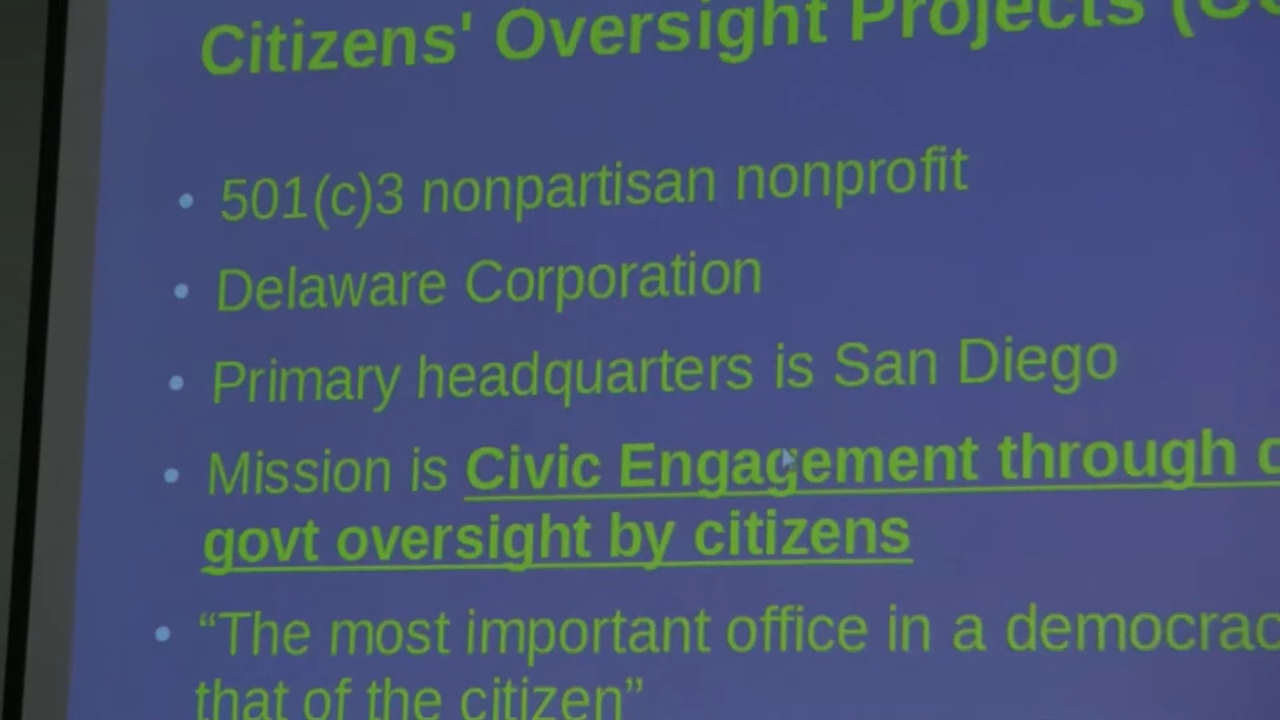 Citizens' Oversight Projects
• 501(c)3 nonpartisan nonprofit
• Delaware Corporation
• Primary headquarters is San Diego
• Mission is Civic Engagement through
govt oversight by citizens
• “The most important office in a
that of the citizen”